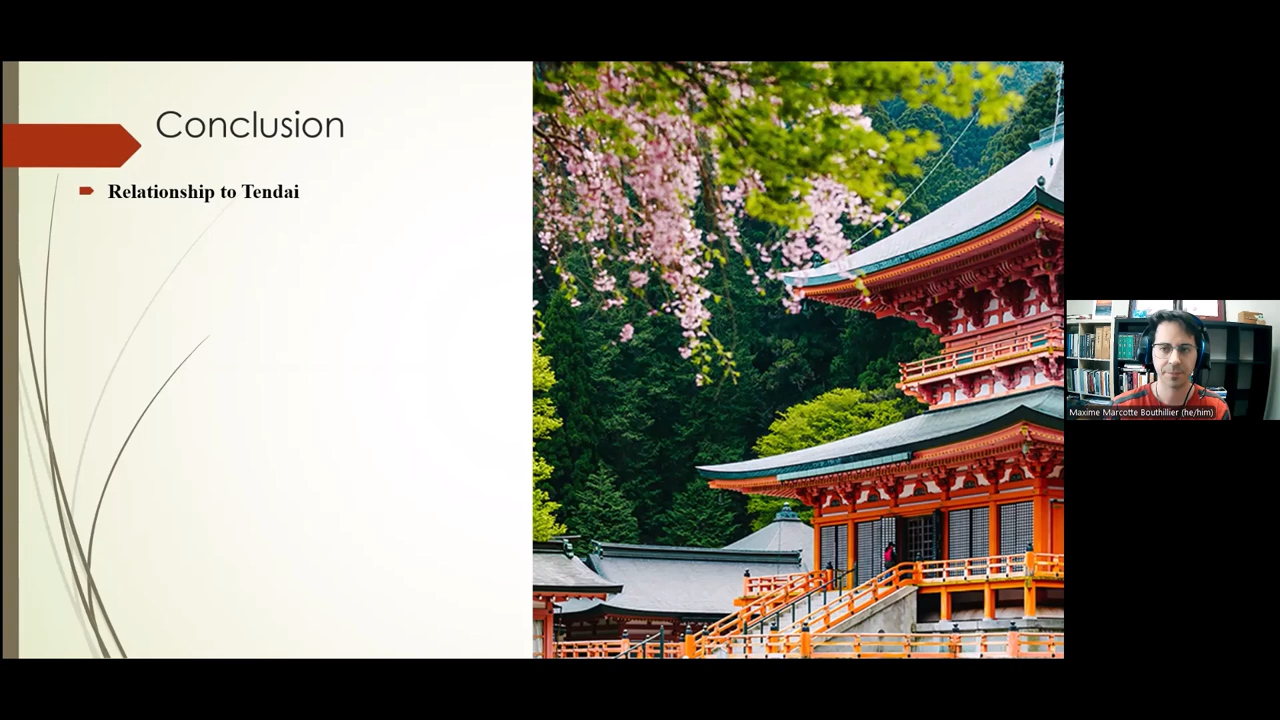 Conclusion
Relationship to Tendai
Maxime Marcotte Bouthillier (he/him)